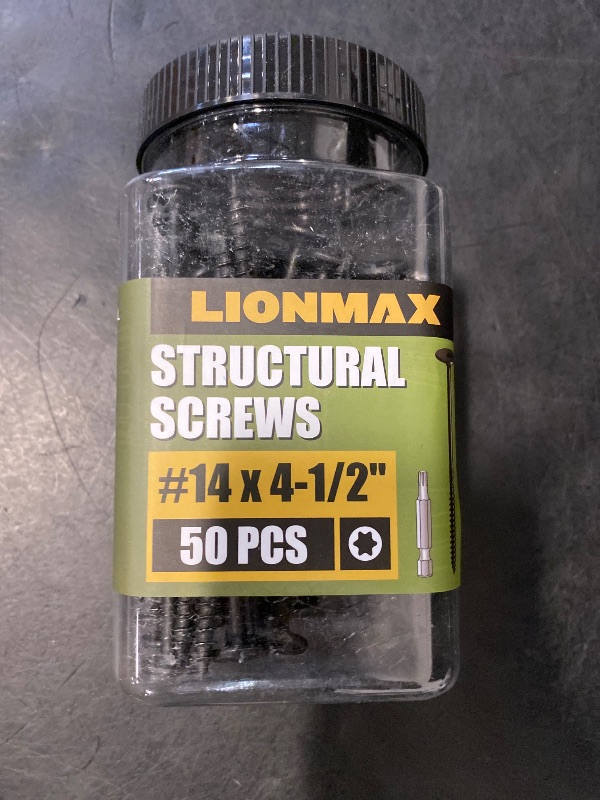 LIONMAX
STRUCTURAL
SCREWS
#14 x 4-1/2"
50 PCS